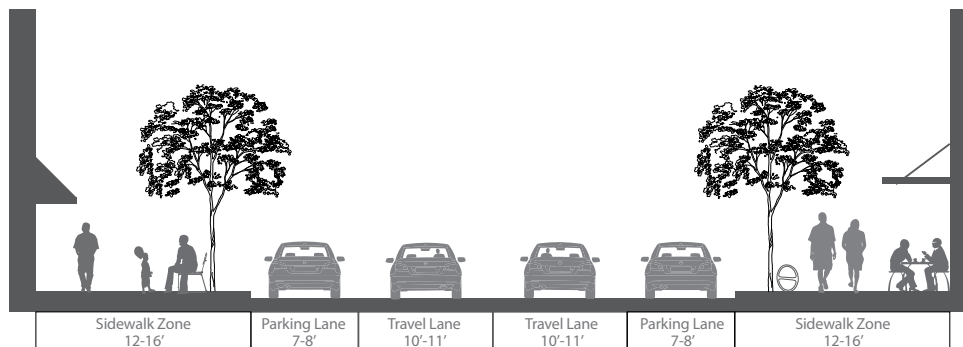 Sidewalk Zone
12-16’
Parking Lane
7-8’
Travel Lane
10’-11’
Travel Lane
10’-11’
Parking Lane
7-8’
Sidewalk Zone
12-16’